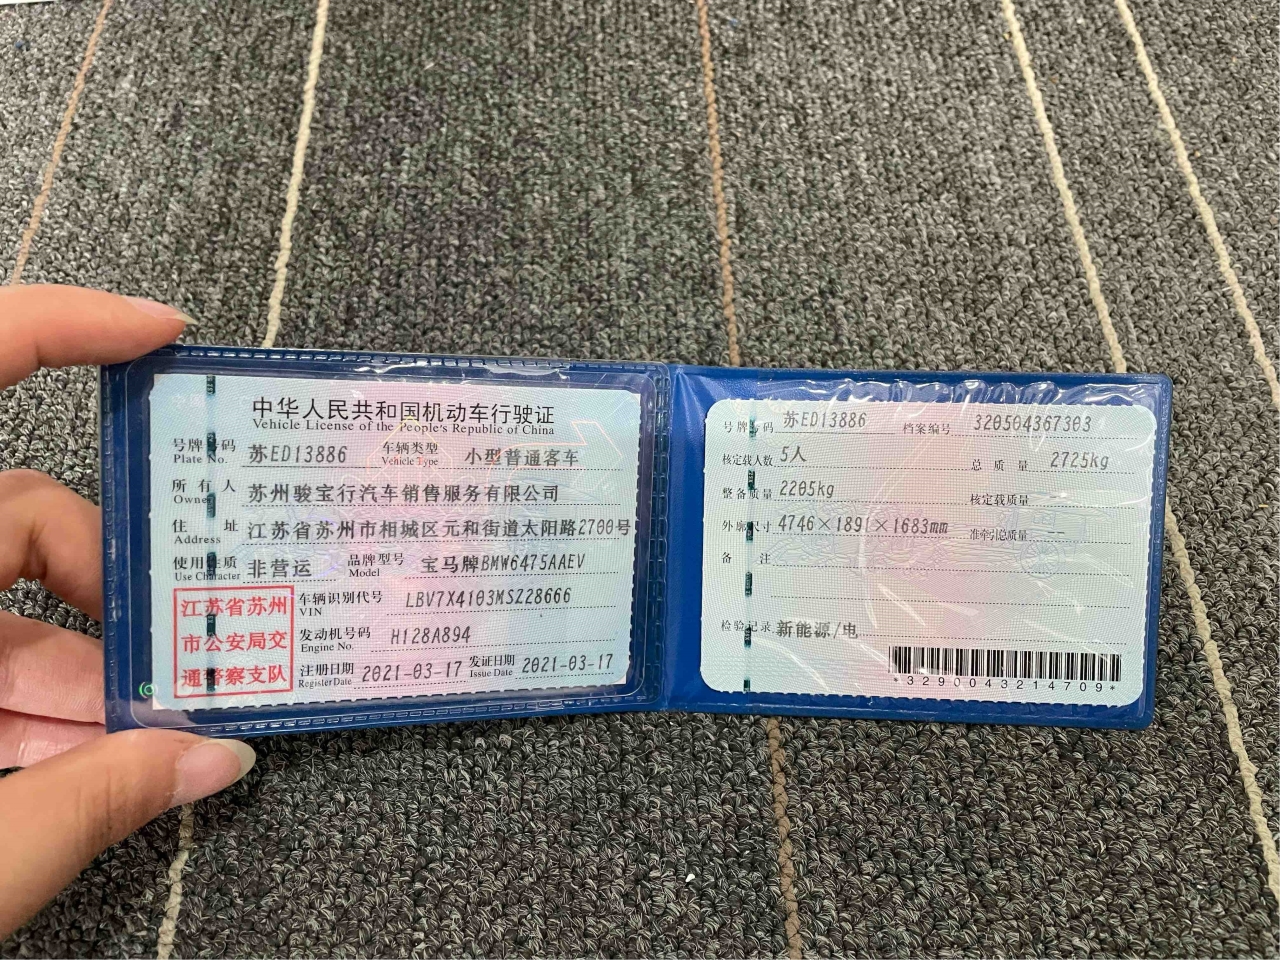 中华人民共和国机动车行驶证
Vehicle License of the People's Republic of China
号牌号码 苏ED13886 车辆类型 小型普通客车
Plate No. Vehicle Type
所有人 苏州骏宝行汽车销售服务有限公司
Owner
住址 江苏省苏州市相城区元和街道太阳路2700号
Address
使用性质 非营运 品牌型号 宝马牌BMW6475AAEV
Use Character Model
江苏省苏州
市公安局交
通警察支队
车辆识别代号 LBV7X4103MSZ28666
VIN
发动机号码 H128A894
Engine No.
注册日期 2021-03-17 发证日期 2021-03-17
Register Date Issue Date
号牌号码 苏ED13886 档案编号 320504367303
核定载人数 5人 总质量 2725kg
整备质量 2205kg 核定载质量
外廓尺寸 4746×1891×1683mm 准牵引总质量 --
备注
检验记录 新能源/电
*3290043214709*